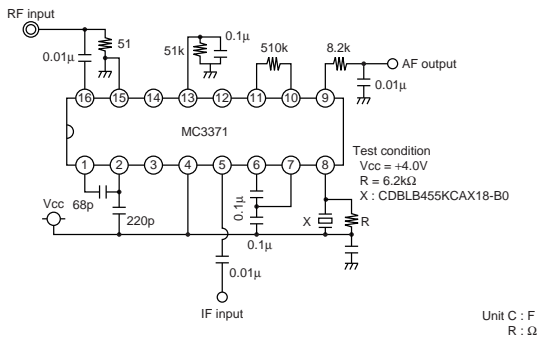 RF input
0.01μ
51
51k
0.1μ
510k
8.2k
AF output
0.01μ
16 15 14 13 12 11 10 9
MC3371
1 2 3 4 5 6 7 8
Test condition
Vcc = +4.0V
R = 6.2kΩ
X : CDBLB455KCAX18-B0
Vcc
68p
220p
0.1μ
0.1μ
X
R
0.01μ
IF input
Unit C : F
R : Ω